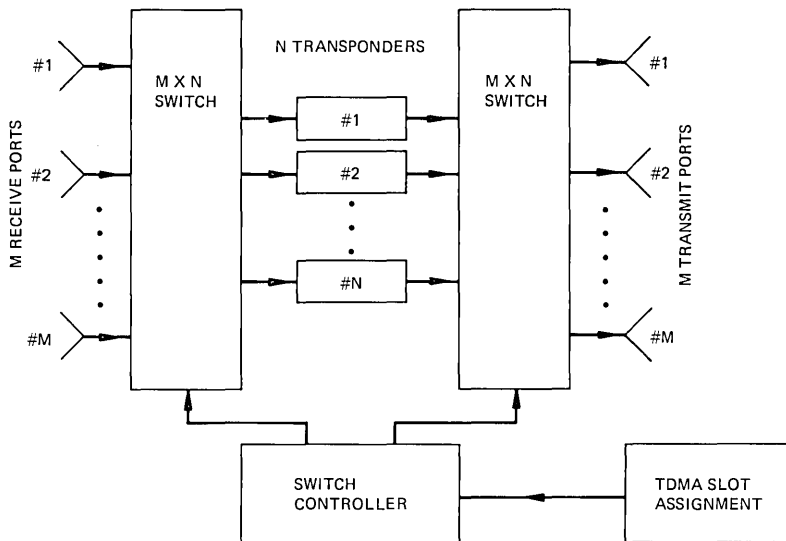 N TRANSPONDERS
M RECEIVE PORTS
#1
#2
#M
M X N
SWITCH
#1
#2
#N
M X N
SWITCH
#1
#2
#M
M TRANSMIT PORTS
SWITCH
CONTROLLER
TDMA SLOT
ASSIGNMENT